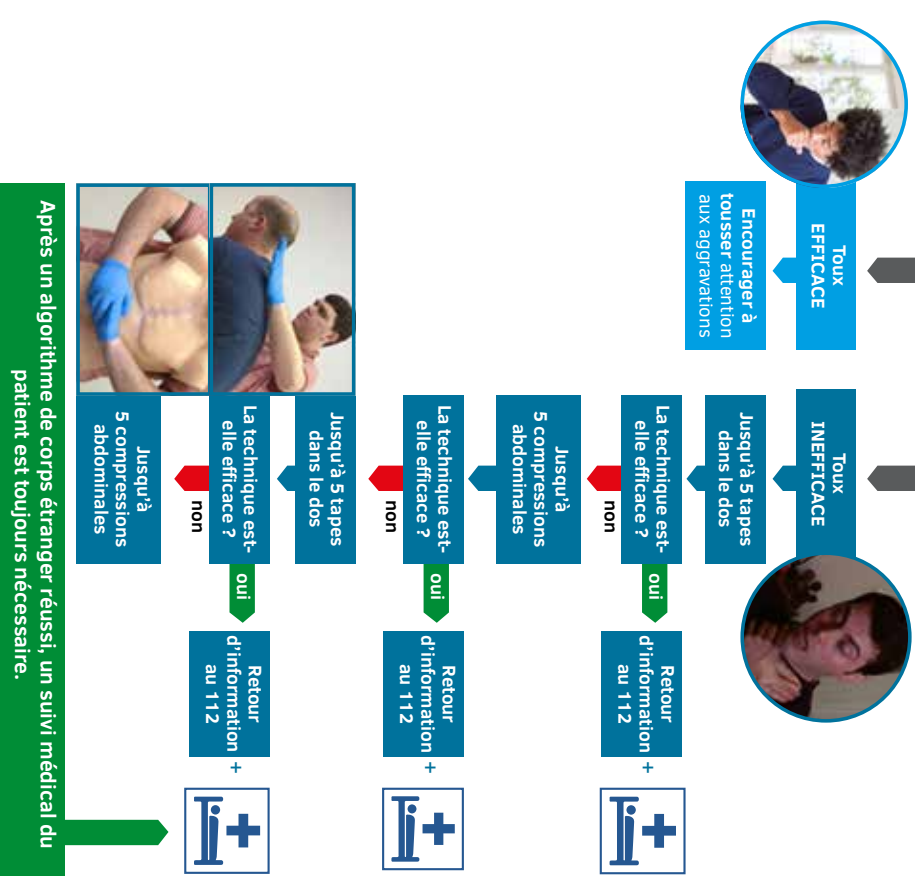 Toux
EFFICACE
Encourager à
tousser attention
aux aggravations
Toux
INEFFICACE
Jusqu'à 5 tapes
dans le dos
La technique est-
elle efficace ?
oui
Retour
d'information
au 112
+
non
Jusqu'à
5 compressions
abdominales
La technique est-
elle efficace ?
oui
Retour
d'information
au 112
+
non
Jusqu'à 5 tapes
dans le dos
La technique est-
elle efficace ?
oui
Retour
d'information
au 112
+
non
Jusqu'à
5 compressions
abdominales
Après un algorithme de corps étranger réussi, un suivi médical du
patient est toujours nécessaire.